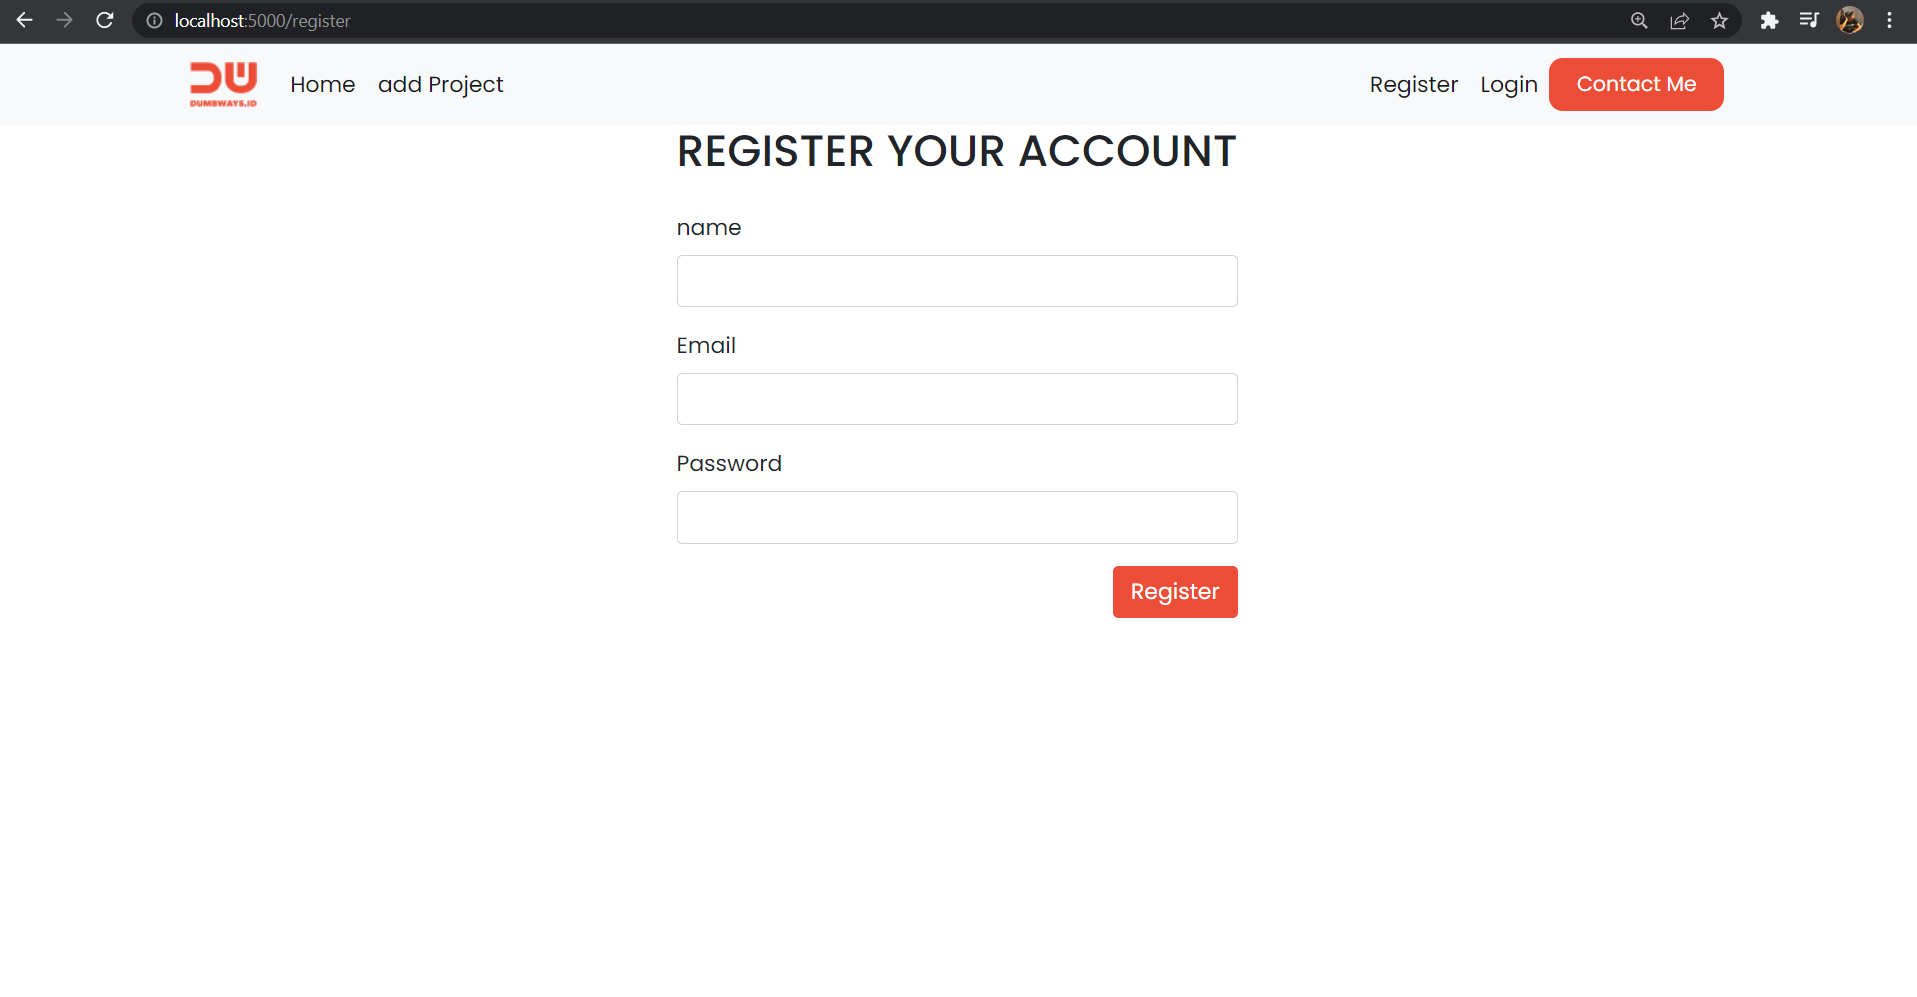 localhost:5000/register
DW
DUMBWAYS.ID
Home add Project Register Login Contact Me
REGISTER YOUR ACCOUNT
name
Email
Password
Register